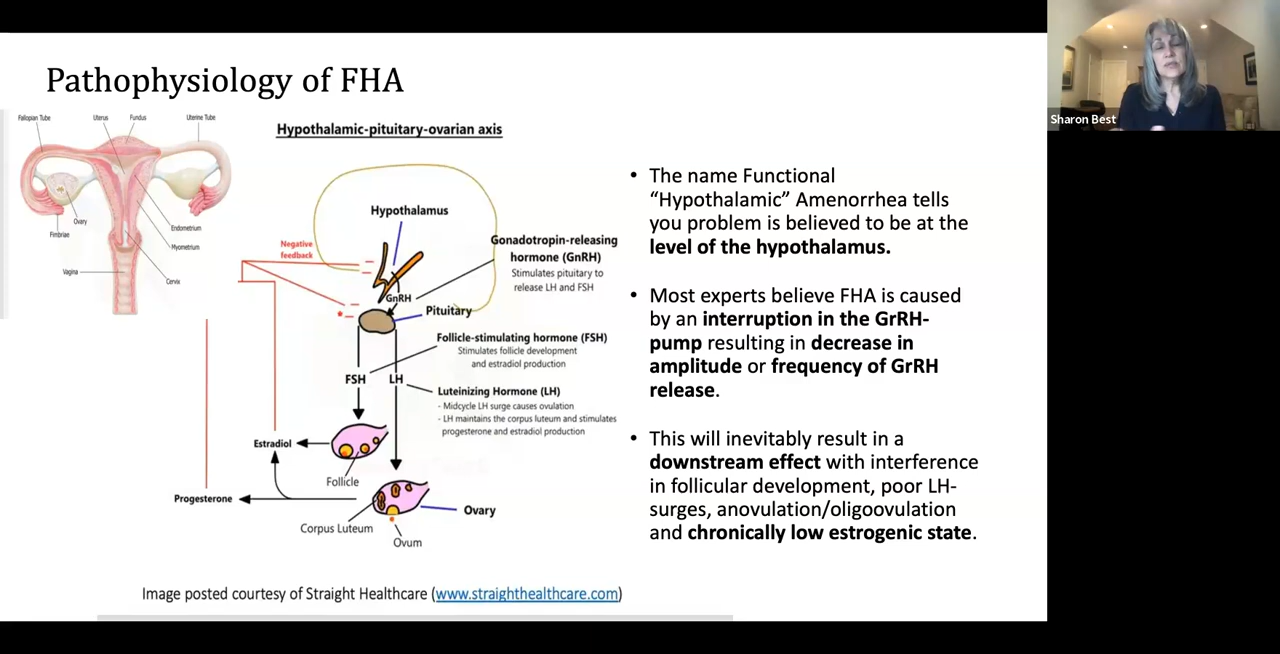 Pathophysiology of FHA
Sharon Best
Fallopian Tube
Uterus
Fundus
Uterine Tube
Ovary
Fimbriae
Endometrium
Myometrium
Vagina
Cervix
Hypothalamic-pituitary-ovarian axis
Hypothalamus
Negative
feedback
Gonadotropin-releasing
hormone (GnRH)
Stimulates pituitary to
release LH and FSH
GnRH
Pituitary
Follicle-stimulating hormone (FSH)
Stimulates follicle development
and estradiol production
FSH
LH
Luteinizing Hormone (LH)
- Midcycle LH surge causes ovulation
- LH maintains the corpus luteum and stimulates
progesterone and estradiol production
Estradiol
Follicle
Progesterone
Corpus Luteum
Ovary
Ovum
Image posted courtesy of Straight Healthcare (www.straighthealthcare.com)
• The name Functional
“Hypothalamic” Amenorrhea tells
you problem is believed to be at the
level of the hypothalamus.
• Most experts believe FHA is caused
by an interruption in the GrRH-
pump resulting in decrease in
amplitude or frequency of GrRH
release.
• This will inevitably result in a
downstream effect with interference
in follicular development, poor LH-
surges, anovulation/oligoovulation
and chronically low estrogenic state.